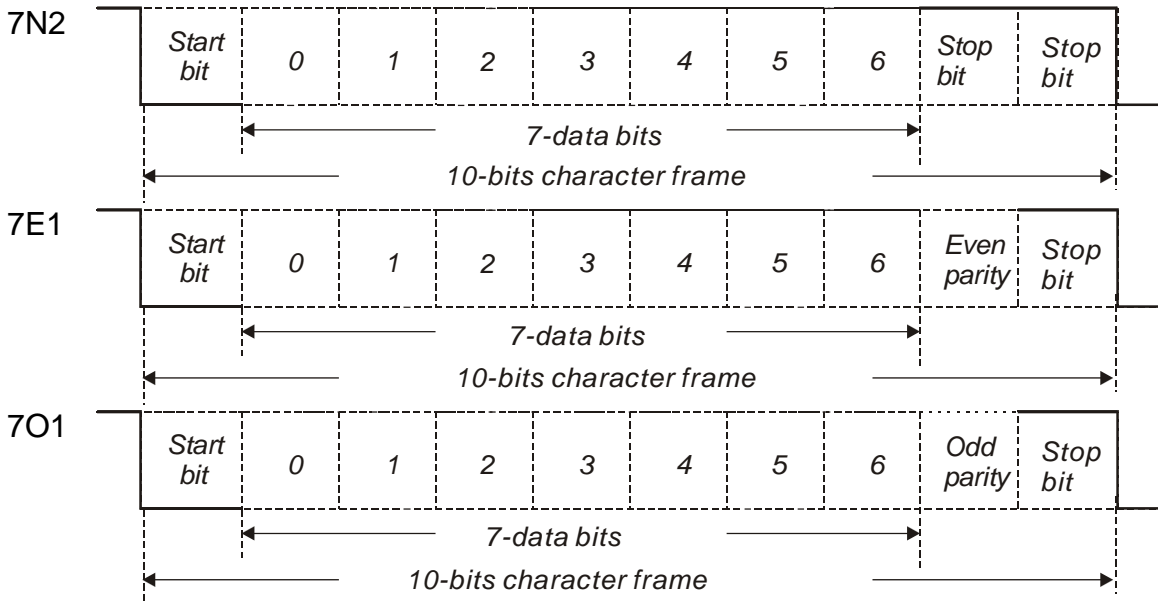 7N2
Start bit 0 1 2 3 4 5 6 Stop bit Stop bit
7-data bits
10-bits character frame
7E1
Start bit 0 1 2 3 4 5 6 Even parity Stop bit
7-data bits
10-bits character frame
7O1
Start bit 0 1 2 3 4 5 6 Odd parity Stop bit
7-data bits
10-bits character frame